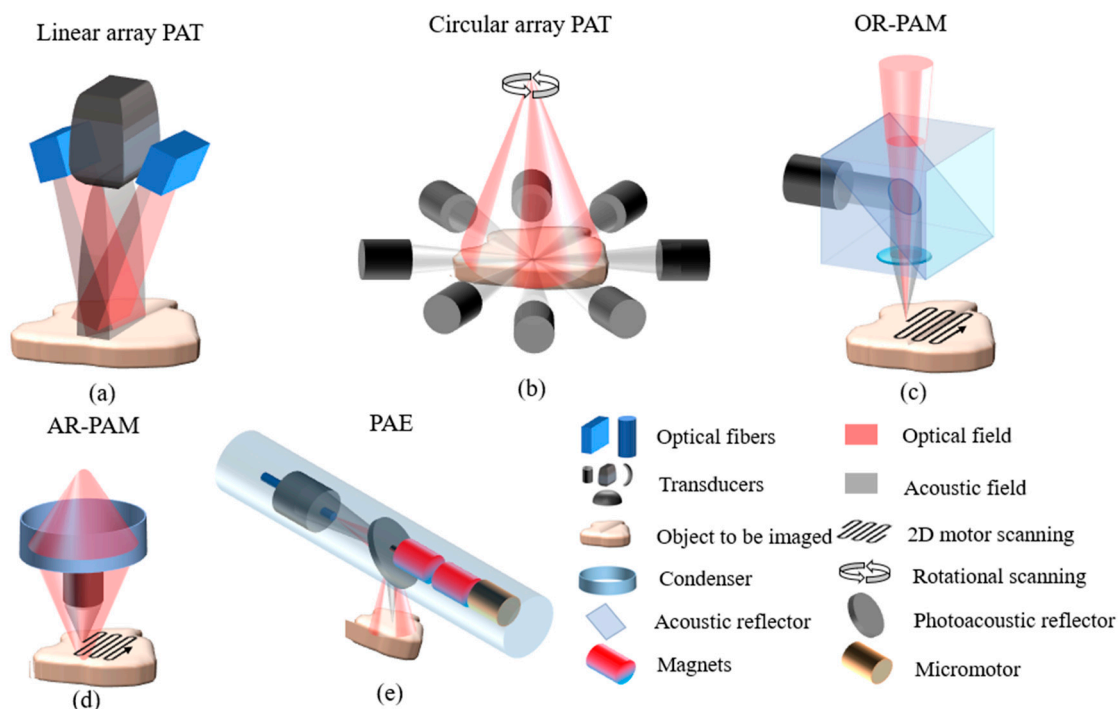 Linear array PAT
Circular array PAT
OR-PAM
(a)
(b)
(c)
AR-PAM
PAE
(d)
(e)
Optical fibers
Optical field
Transducers
Acoustic field
Object to be imaged
2D motor scanning
Condenser
Rotational scanning
Acoustic reflector
Photoacoustic reflector
Magnets
Micromotor